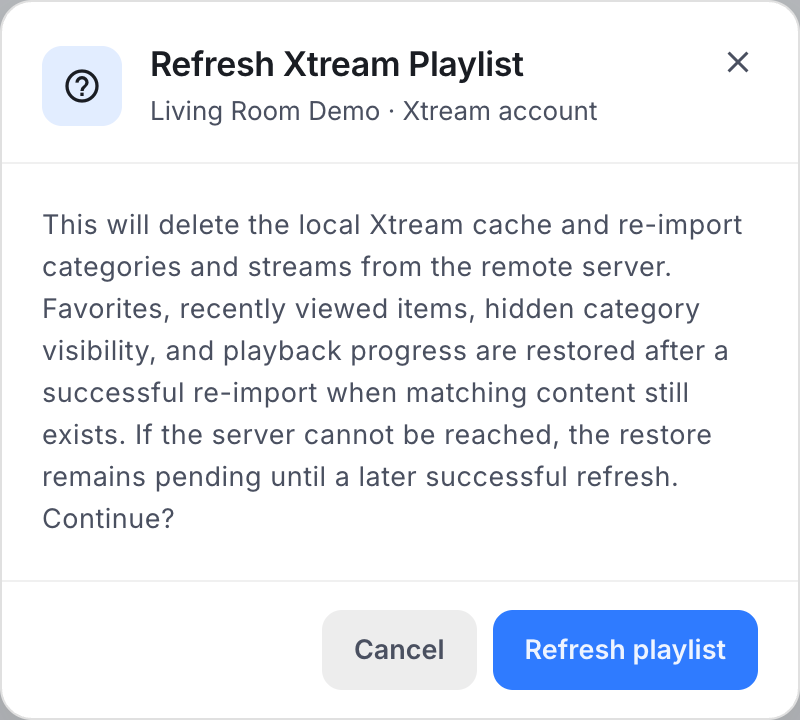 Refresh Xtream Playlist
Living Room Demo · Xtream account
This will delete the local Xtream cache and re-import
categories and streams from the remote server.
Favorites, recently viewed items, hidden category
visibility, and playback progress are restored after a
successful re-import when matching content still
exists. If the server cannot be reached, the restore
remains pending until a later successful refresh.
Continue?
Cancel
Refresh playlist